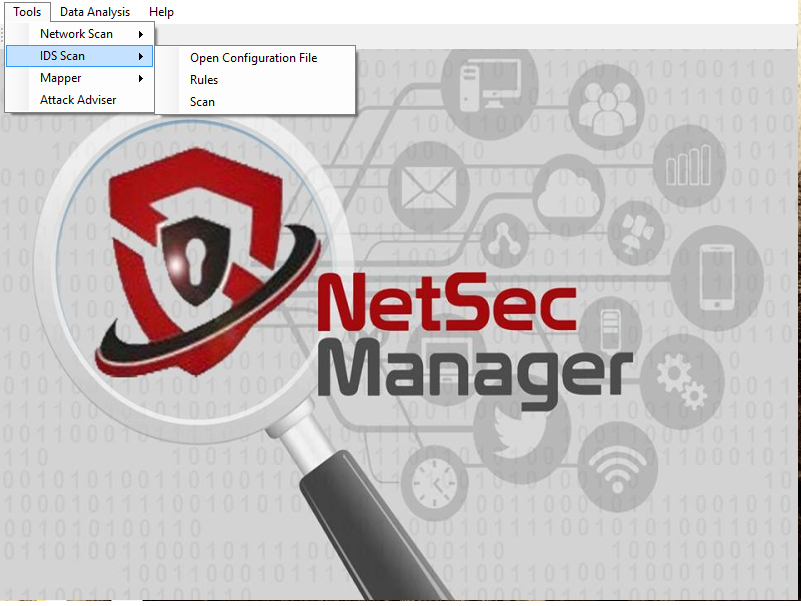 Tools Data Analysis Help
Network Scan
IDS Scan
Mapper
Attack Adviser
Open Configuration File
Rules
Scan
NetSec
Manager